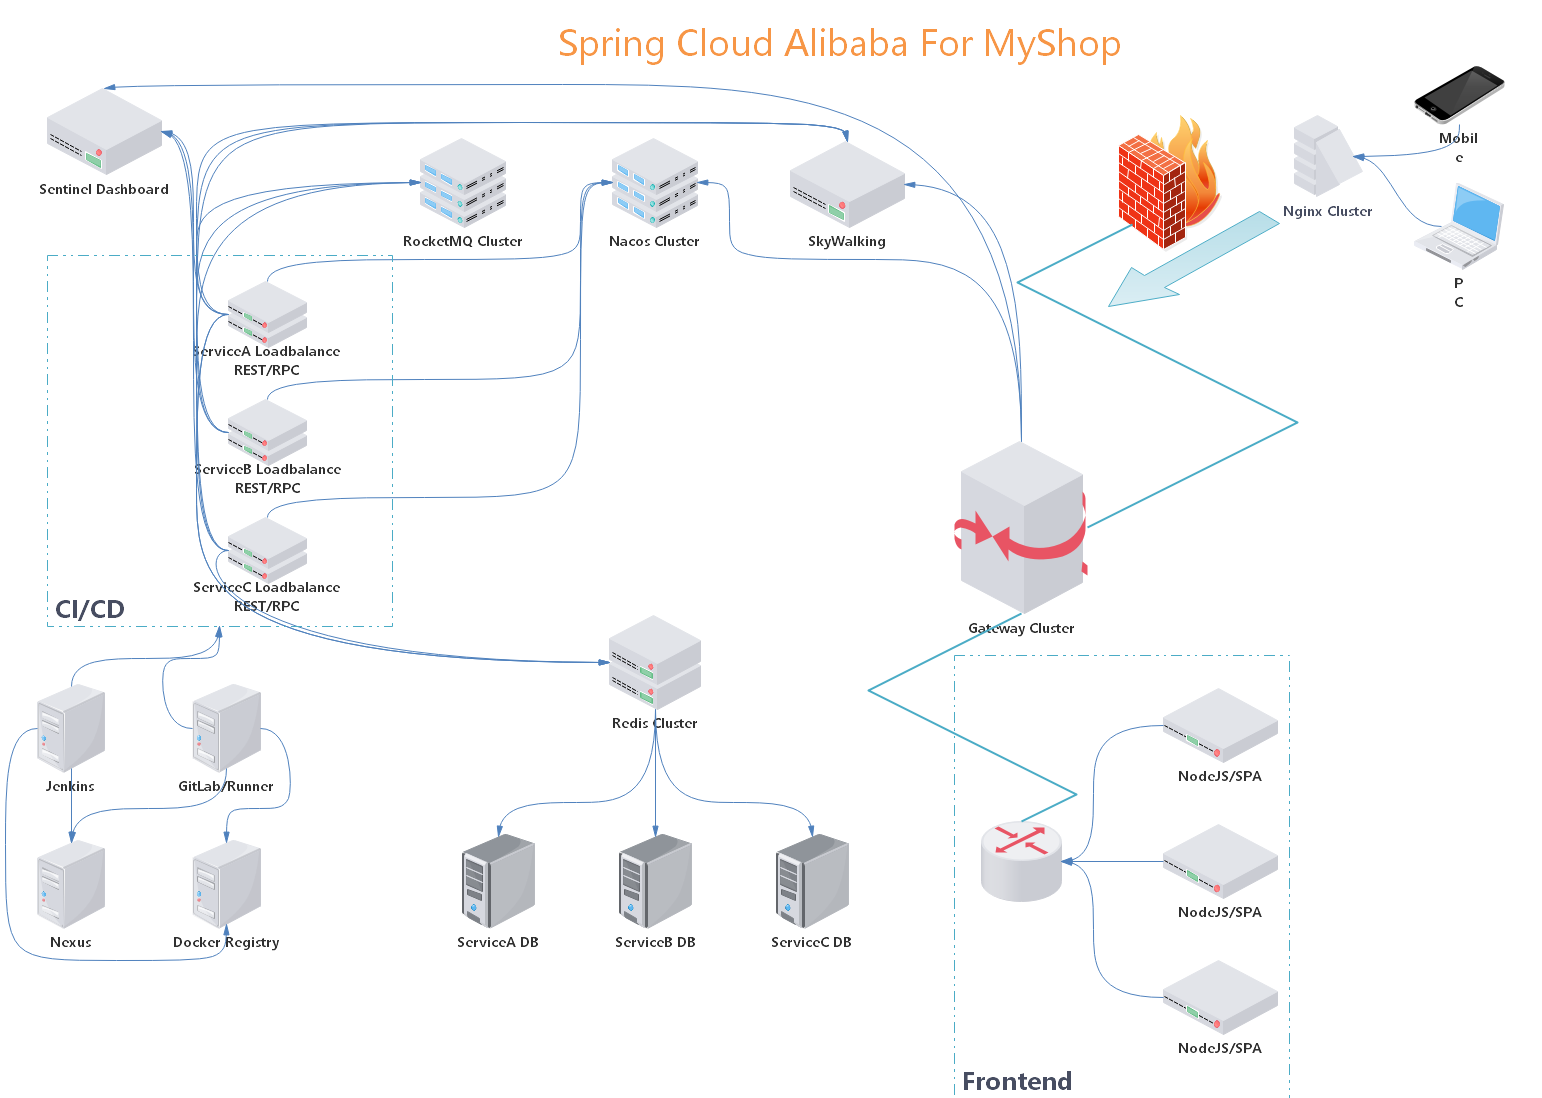 Spring Cloud Alibaba For MyShop
Mobil
e
Sentinel Dashboard
Nginx Cluster
RocketMQ Cluster
Nacos Cluster
SkyWalking
P
C
ServiceA Loadbalance
REST/RPC
ServiceB Loadbalance
REST/RPC
ServiceC Loadbalance
REST/RPC
CI/CD
Gateway Cluster
Redis Cluster
Jenkins
GitLab/Runner
NodeJS/SPA
NodeJS/SPA
Nexus
Docker Registry
ServiceA DB
ServiceB DB
ServiceC DB
NodeJS/SPA
Frontend